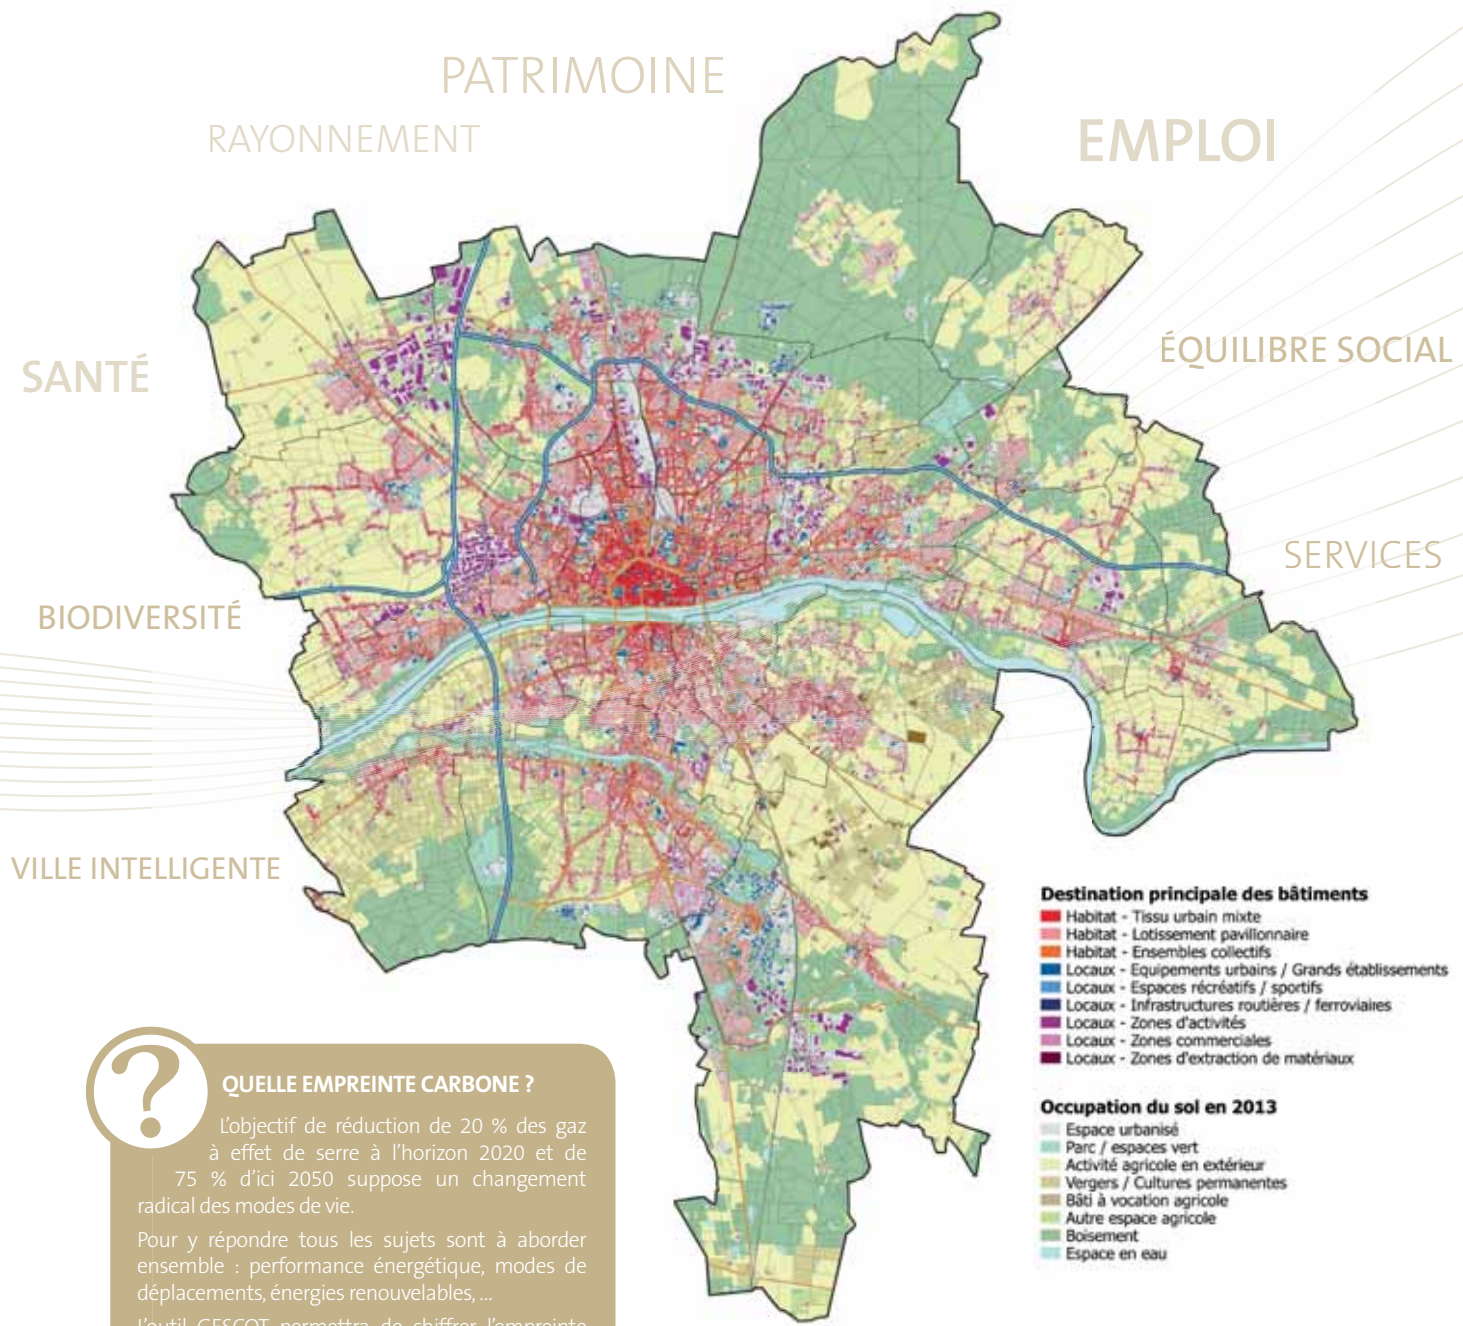 PATRIMOINE
RAYONNEMENT
EMPLOI
ÉQUILIBRE SOCIAL
SANTÉ
SERVICES
BIODIVERSITÉ
VILLE INTELLIGENTE
Destination principale des bâtiments
Habitat - Tissu urbain mixte
Habitat - Lotissement pavillonnaire
Habitat - Ensembles collectifs
Locaux - Equipements urbains / Grands établissements
Locaux - Espaces récréatifs / sportifs
Locaux - Infrastructures routières / ferroviaires
Locaux - Zones d'activités
Locaux - Zones commerciales
Locaux - Zones d'extraction de matériaux
Occupation du sol en 2013
Espace urbanisé
Parc / espaces vert
Activité agricole en extérieur
Vergers / Cultures permanentes
Bâti à vocation agricole
Autre espace agricole
Boisement
Espace en eau
?
QUELLE EMPREINTE CARBONE ?
L'objectif de réduction de 20 % des gaz
à effet de serre à l'horizon 2020 et de
75 % d'ici 2050 suppose un changement
radical des modes de vie.
Pour y répondre tous les sujets sont à aborder
ensemble : performance énergétique, modes de
déplacements, énergies renouvelables, ...
L'outil GESCOT permettra de chiffrer l'empreinte